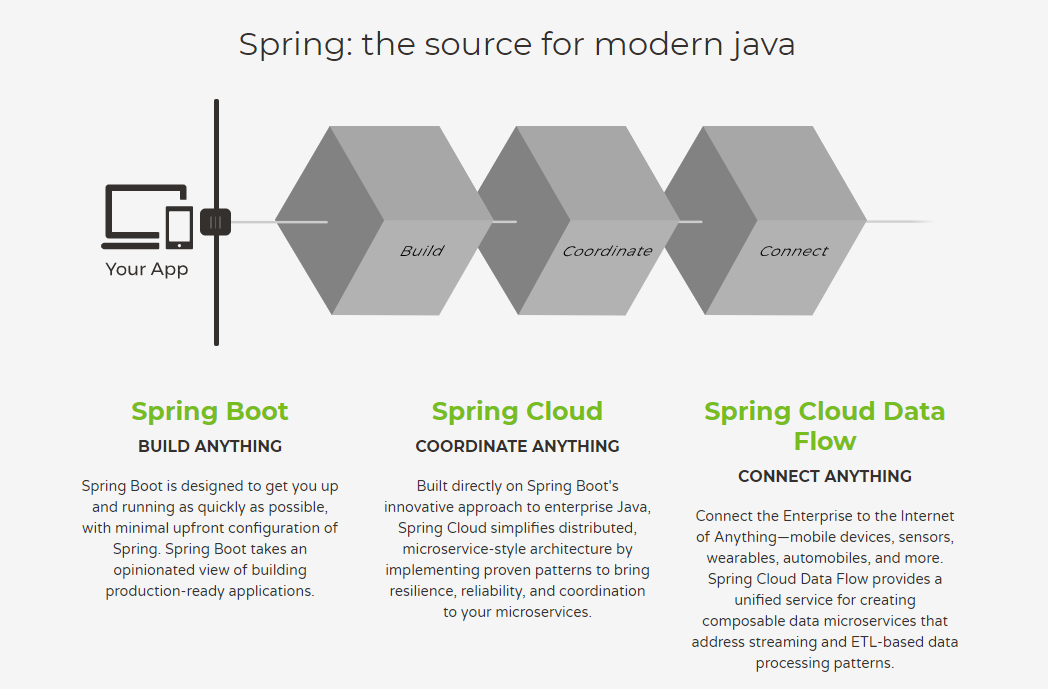 Spring: the source for modern java
Build
Coordinate
Connect
Your App
Spring Boot
BUILD ANYTHING
Spring Boot is designed to get you up
and running as quickly as possible,
with minimal upfront configuration of
Spring. Spring Boot takes an
opinionated view of building
production-ready applications.
Spring Cloud
COORDINATE ANYTHING
Built directly on Spring Boot's
innovative approach to enterprise Java,
Spring Cloud simplifies distributed,
microservice-style architecture by
implementing proven patterns to bring
resilience, reliability, and coordination
to your microservices.
Spring Cloud Data
Flow
CONNECT ANYTHING
Connect the Enterprise to the Internet
of Anything—mobile devices, sensors,
wearables, automobiles, and more.
Spring Cloud Data Flow provides a
unified service for creating
composable data microservices that
address streaming and ETL-based data
processing patterns.